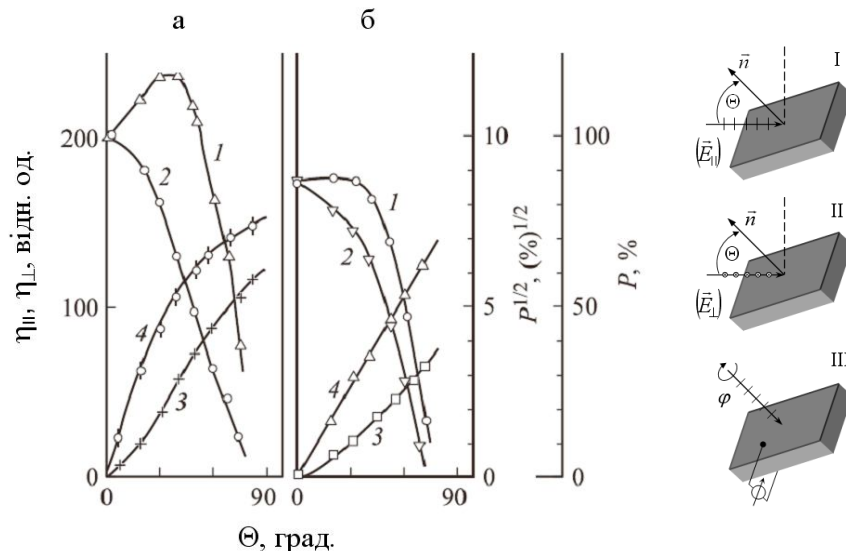 а
б
200
100
0
η∥, η⊥, відн. од.
1
2
4
3
0
90
1
2
4
3
0
90
10
5
0
P^1/2, (%)^1/2
100
50
0
P, %
Θ, град.
I
n⃗
Θ
(E⃗∥)
II
n⃗
Θ
(E⃗⊥)
III
φ